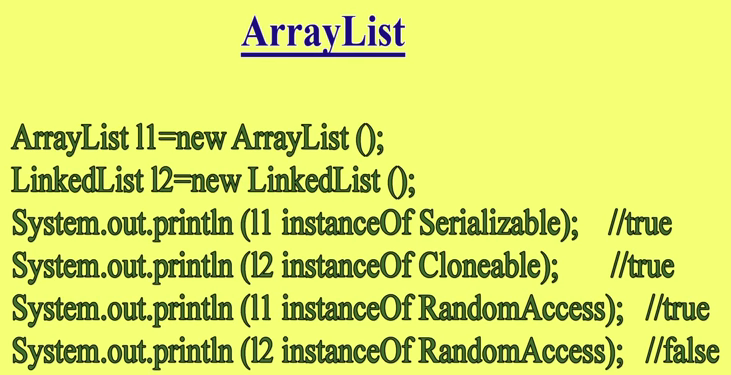 ArrayList
ArrayList l1=new ArrayList ();
LinkedList l2=new LinkedList ();
System.out.println (l1 instanceOf Serializable);    //true
System.out.println (l2 instanceOf Cloneable);    //true
System.out.println (l1 instanceOf RandomAccess);   //true
System.out.println (l2 instanceOf RandomAccess);   //false